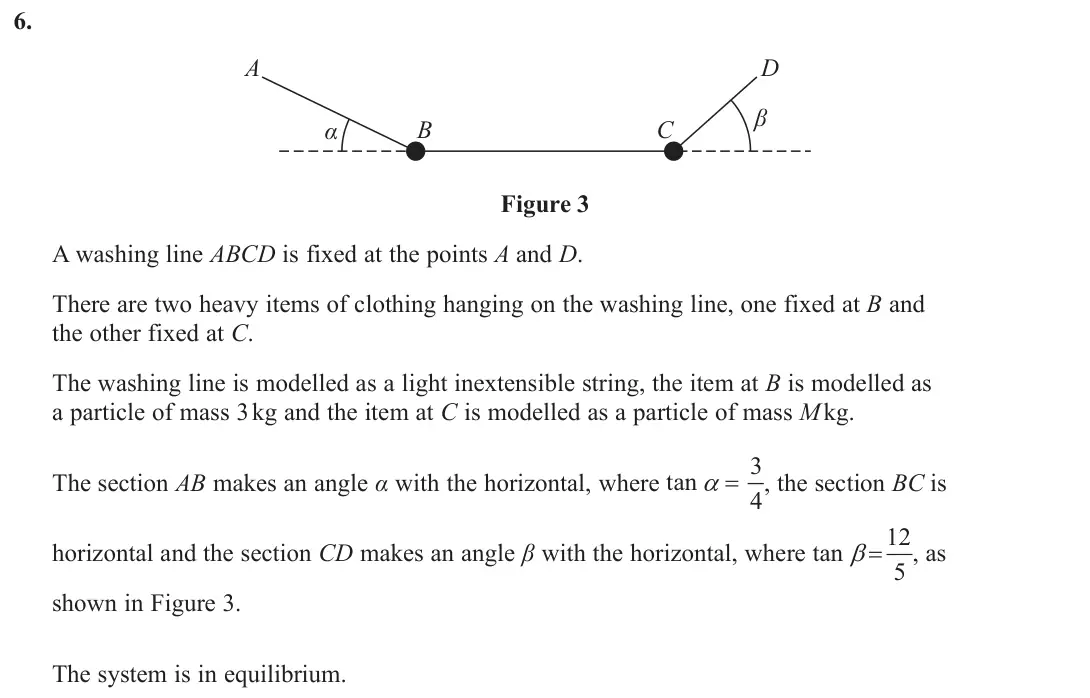 6.
A
D
α
B
C
β
Figure 3
A washing line ABCD is fixed at the points A and D.
There are two heavy items of clothing hanging on the washing line, one fixed at B and
the other fixed at C.
The washing line is modelled as a light inextensible string, the item at B is modelled as
a particle of mass 3 kg and the item at C is modelled as a particle of mass M kg.
The section AB makes an angle α with the horizontal, where tan α = 3/4, the section BC is
horizontal and the section CD makes an angle β with the horizontal, where tan β = 12/5, as
shown in Figure 3.
The system is in equilibrium.